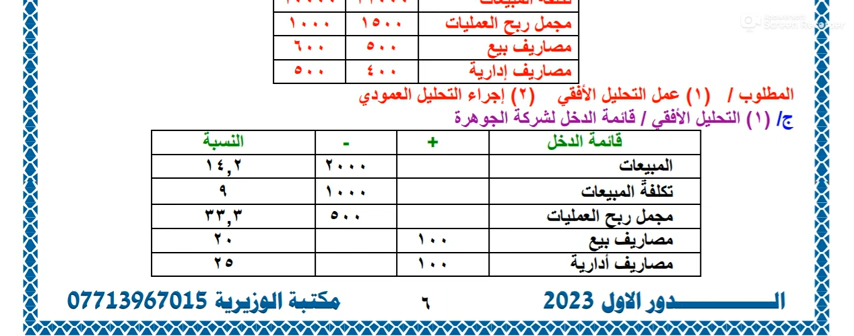 مجمل ربح العمليات ١٥٠٠ ١٠٠٠
مصاريف بيع ٥٠٠ ٦٠٠
مصاريف إدارية ٤٠٠ ٥٠٠
المطلوب / (١) عمل التحليل الأفقي (٢) إجراء التحليل العمودي
ج/ (١) التحليل الأفقي / قائمة الدخل لشركة الجوهرة
قائمة الدخل + - النسبة
المبيعات ٢٠٠٠ ١٤,٢
تكلفة المبيعات ١٠٠٠ ٩
مجمل ربح العمليات ٥٠٠ ٣٣,٣
مصاريف بيع ١٠٠ ٢٠
مصاريف أدارية ١٠٠ ٢٥
الـــــــــــدور الاول 2023 ٦ مكتبة الوزيرية 07713967015